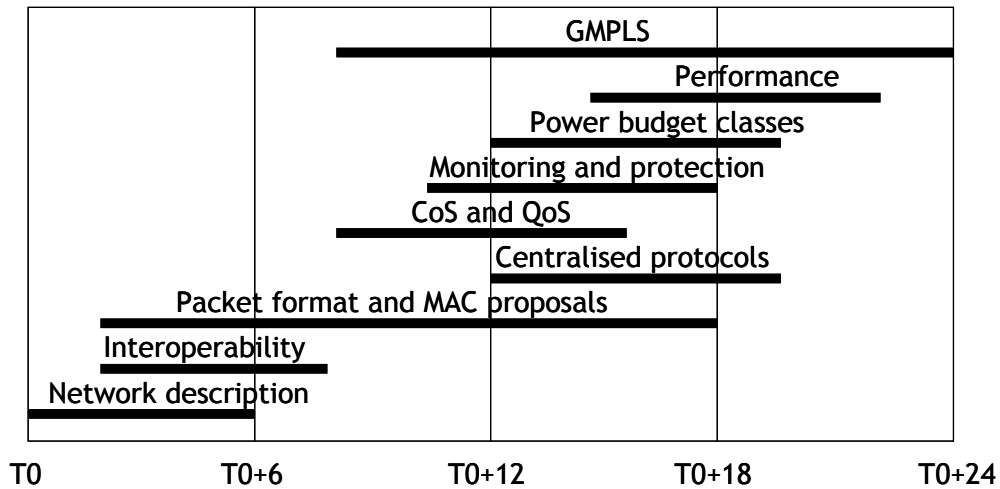 GMPLS
Performance
Power budget classes
Monitoring and protection
CoS and QoS
Centralised protocols
Packet format and MAC proposals
Interoperability
Network description
T0 T0+6 T0+12 T0+18 T0+24